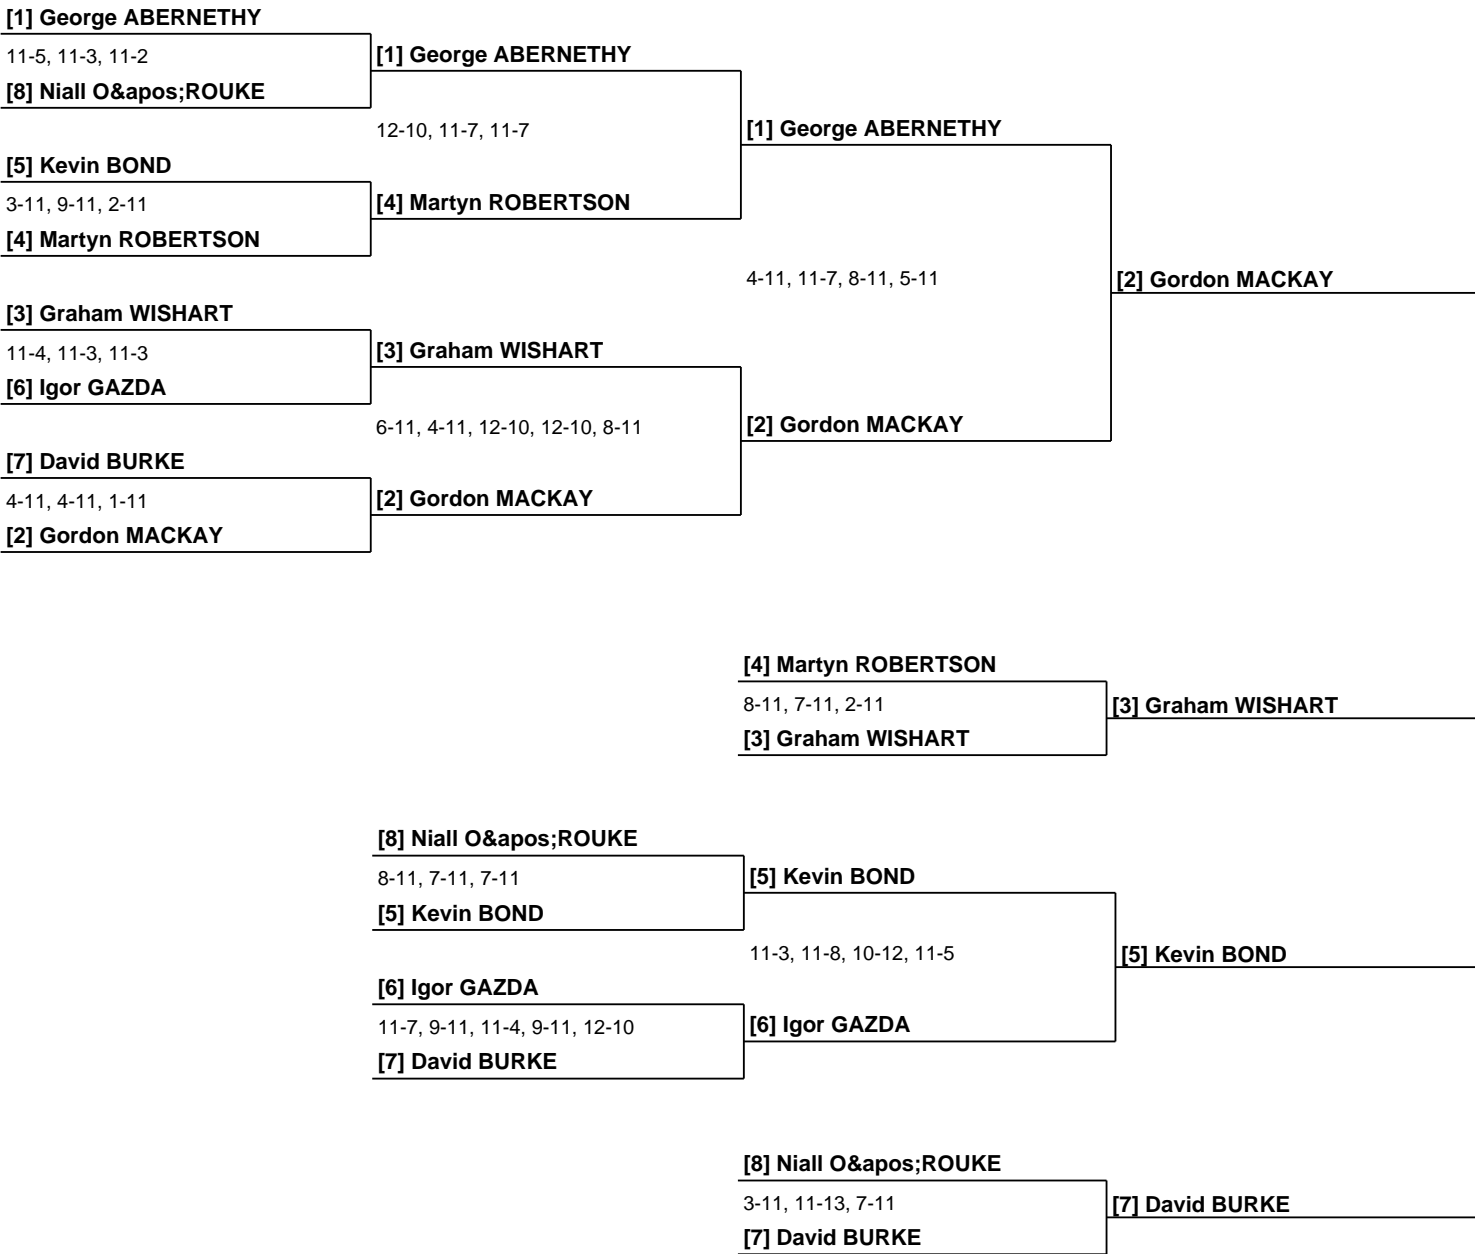 [1] George ABERNETHY
11-5, 11-3, 11-2
[1] George ABERNETHY
[8] Niall O&apos;ROUKE
12-10, 11-7, 11-7
[1] George ABERNETHY
[5] Kevin BOND
3-11, 9-11, 2-11
[4] Martyn ROBERTSON
[4] Martyn ROBERTSON
4-11, 11-7, 8-11, 5-11
[2] Gordon MACKAY
[3] Graham WISHART
11-4, 11-3, 11-3
[3] Graham WISHART
[6] Igor GAZDA
6-11, 4-11, 12-10, 12-10, 8-11
[2] Gordon MACKAY
[7] David BURKE
4-11, 4-11, 1-11
[2] Gordon MACKAY
[2] Gordon MACKAY
[4] Martyn ROBERTSON
8-11, 7-11, 2-11
[3] Graham WISHART
[3] Graham WISHART
[8] Niall O&apos;ROUKE
8-11, 7-11, 7-11
[5] Kevin BOND
[5] Kevin BOND
11-3, 11-8, 10-12, 11-5
[5] Kevin BOND
[6] Igor GAZDA
11-7, 9-11, 11-4, 9-11, 12-10
[6] Igor GAZDA
[7] David BURKE
[8] Niall O&apos;ROUKE
3-11, 11-13, 7-11
[7] David BURKE
[7] David BURKE